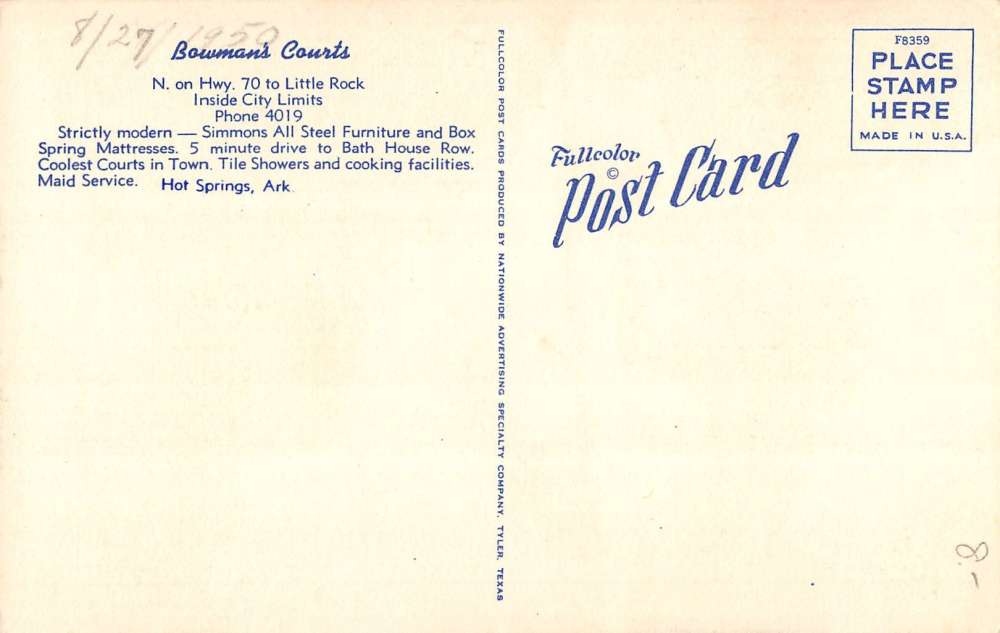 8/27/1950
Bowman's Courts
N. on Hwy. 70 to Little Rock
Inside City Limits
Phone 4019
Strictly modern — Simmons All Steel Furniture and Box
Spring Mattresses. 5 minute drive to Bath House Row.
Coolest Courts in Town. Tile Showers and cooking facilities.
Maid Service. Hot Springs, Ark.
FULLCOLOR POST CARDS PRODUCED BY NATIONWIDE ADVERTISING SPECIALTY COMPANY, TYLER, TEXAS
Fullcolor
©
Post Card
F8359
PLACE
STAMP
HERE
MADE IN U.S.A.